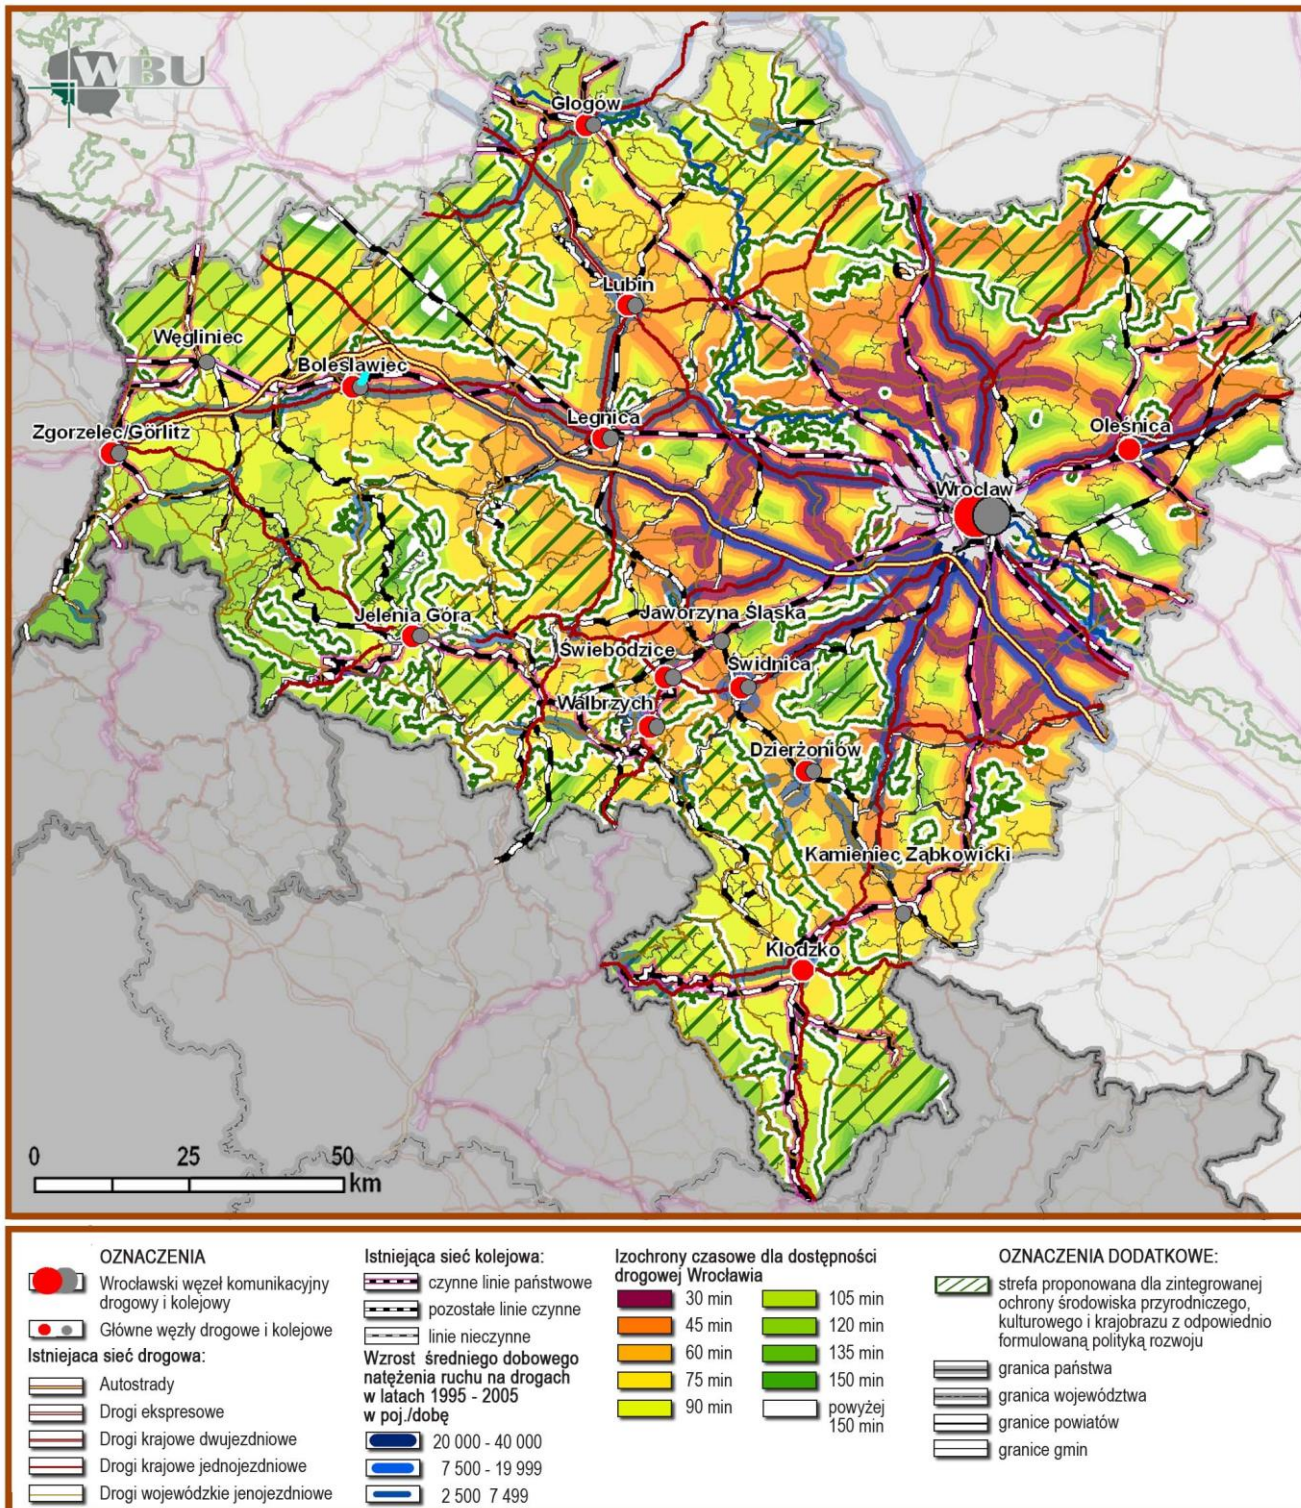 WBU
Głogów
Lubin
Węgliniec
Bolesławiec
Legnica
Zgorzelec/Görlitz
Oleśnica
Wrocław
Jelenia Góra
Jaworzyna Śląska
Świebodzice
Świdnica
Wałbrzych
Dzierżoniów
Kamieniec Ząbkowicki
Kłodzko
0 25 50
km
OZNACZENIA
Wrocławski węzeł komunikacyjny
drogowy i kolejowy
Główne węzły drogowe i kolejowe
Istniejaca sieć drogowa:
Autostrady
Drogi ekspresowe
Drogi krajowe dwujezdniowe
Drogi krajowe jednojezdniowe
Drogi wojewódzkie jenojezdniowe
Istniejąca sieć kolejowa:
czynne linie państwowe
pozostałe linie czynne
linie nieczynne
Wzrost średniego dobowego
natężenia ruchu na drogach
w latach 1995 - 2005
w poj./dobę
20 000 - 40 000
7 500 - 19 999
2 500 7 499
Izochrony czasowe dla dostępności
drogowej Wrocławia
30 min
45 min
60 min
75 min
90 min
105 min
120 min
135 min
150 min
powyżej
150 min
OZNACZENIA DODATKOWE:
strefa proponowana dla zintegrowanej
ochrony środowiska przyrodniczego,
kulturowego i krajobrazu z odpowiednio
formulowaną polityką rozwoju
granica państwa
granica województwa
granice powiatów
granice gmin